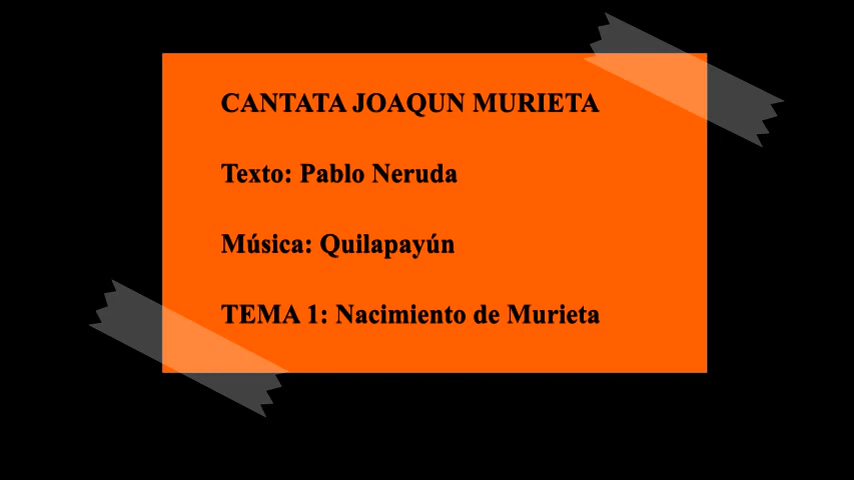 CANTATA JOAQUN MURIETA
Texto: Pablo Neruda
Música: Quilapayún
TEMA 1: Nacimiento de Murieta